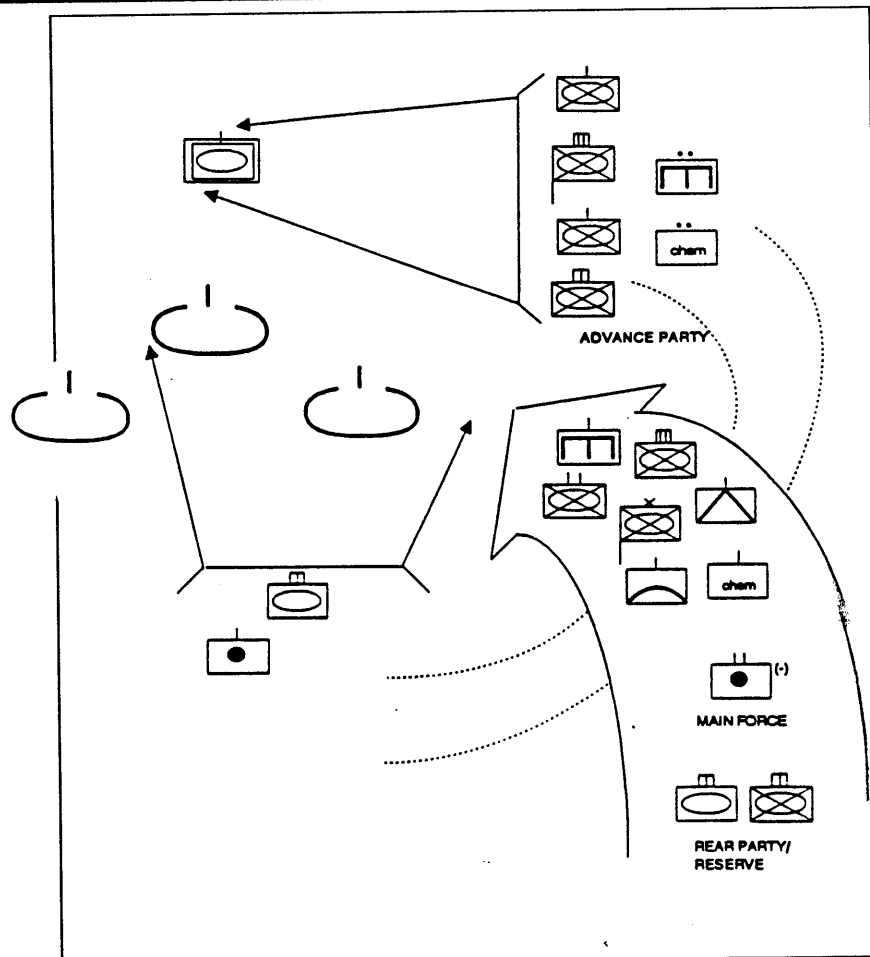 chem
ADVANCE PARTY
chem
(-)
MAIN FORCE
REAR PARTY/
RESERVE